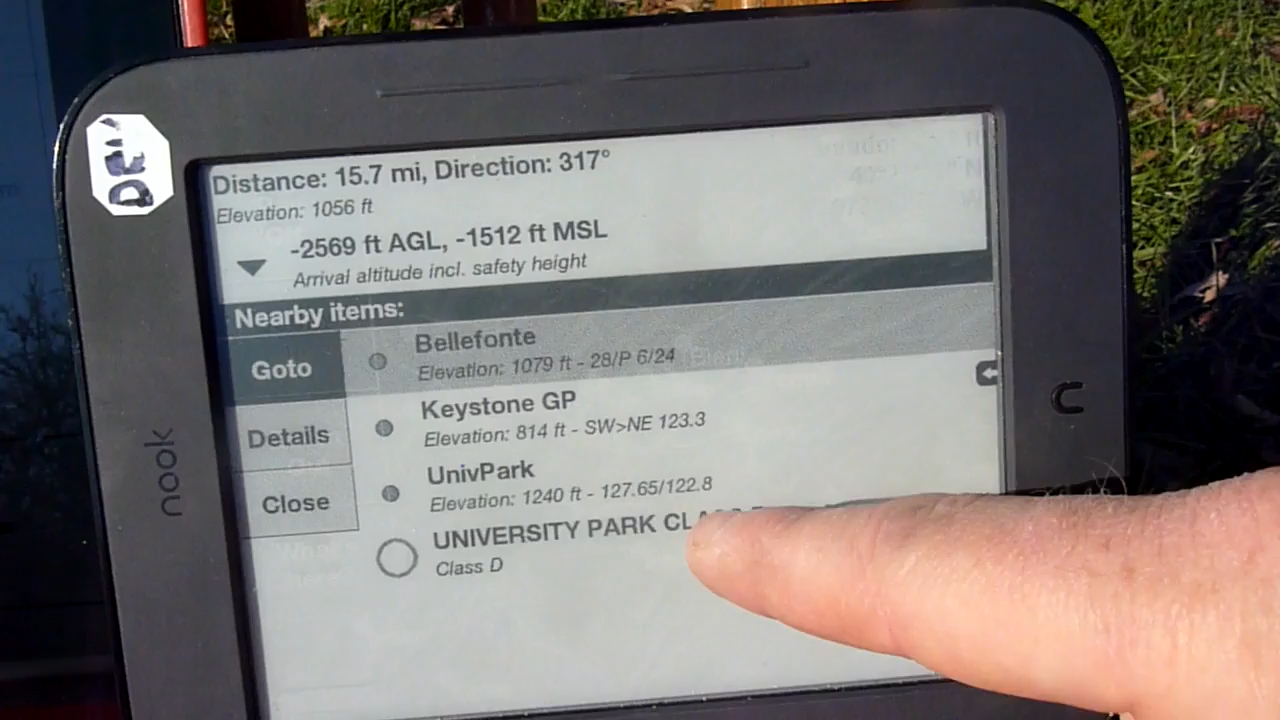 Distance: 15.7 mi, Direction: 317°
Elevation: 1056 ft
-2569 ft AGL, -1512 ft MSL
Arrival altitude incl. safety height
Nearby items:
Goto
Details
Close
Bellefonte
Elevation: 1079 ft - 28/P 6/24
Keystone GP
Elevation: 814 ft - SW>NE 123.3
UnivPark
Elevation: 1240 ft - 127.65/122.8
UNIVERSITY PARK
Class D
nook